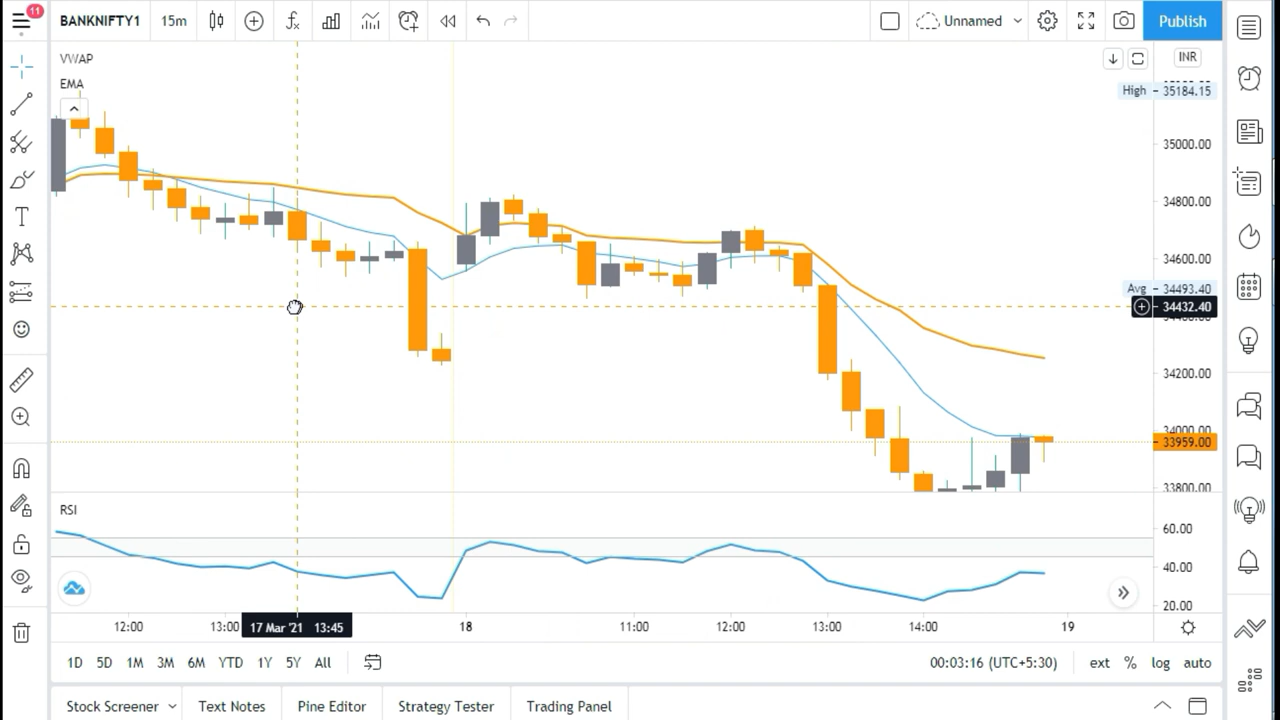 11
BANKNIFTY1 15m Unnamed Publish
VWAP INR
EMA
High 35184.15
35000.00
34800.00
34600.00
Avg 34493.40
34432.40
34200.00
34000.00
33959.00
33800.00
RSI
60.00
40.00
20.00
12:00 13:00 17 Mar '21 13:45 18 11:00 12:00 13:00 14:00 19
1D 5D 1M 3M 6M YTD 1Y 5Y All 00:03:16 (UTC+5:30) ext % log auto
Stock Screener Text Notes Pine Editor Strategy Tester Trading Panel